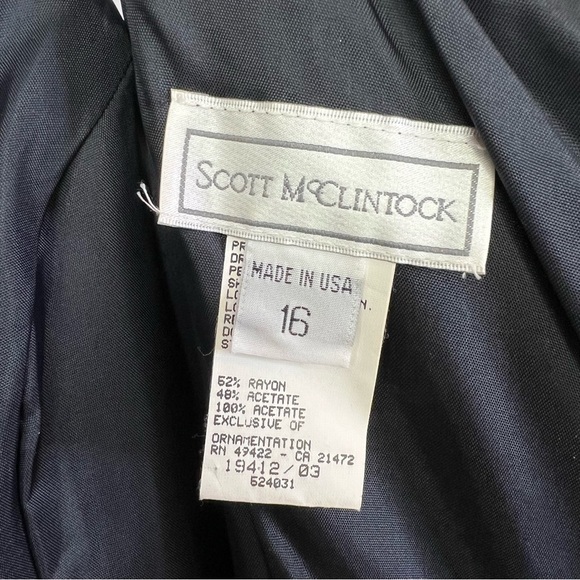 SCOTT McCLINTOCK
MADE IN USA
16
52% RAYON
48% ACETATE
100% ACETATE
EXCLUSIVE OF
ORNAMENTATION
RN 49422 - CA 21472
19412/03
524031